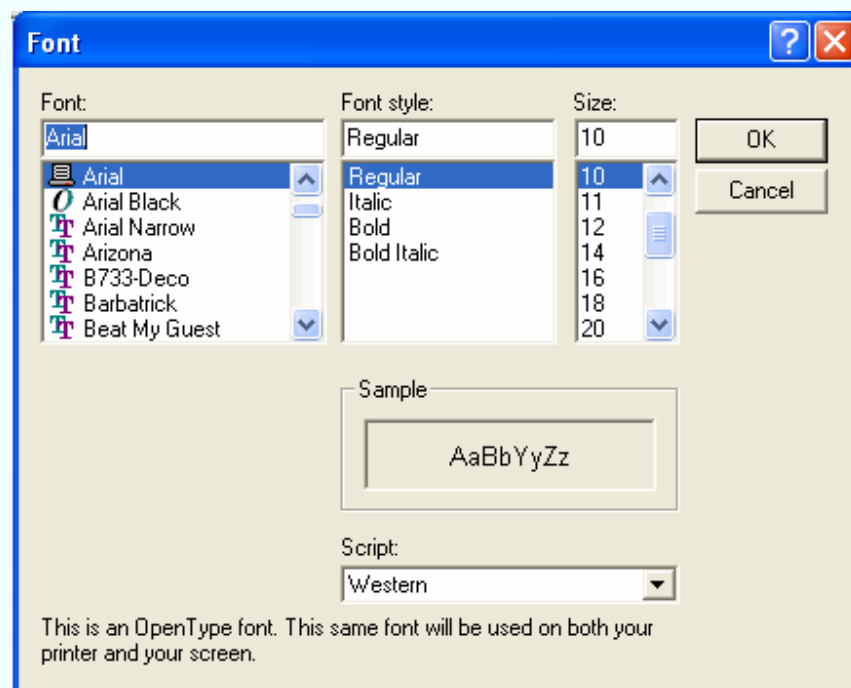 Font
Font:
Font style:
Size:
Arial
Regular
10
OK
Cancel
Arial
Arial Black
Arial Narrow
Arizona
B733-Deco
Barbatrick
Beat My Guest
Regular
Italic
Bold
Bold Italic
10
11
12
14
16
18
20
Sample
AaBbYyZz
Script:
Western
This is an OpenType font. This same font will be used on both your
printer and your screen.